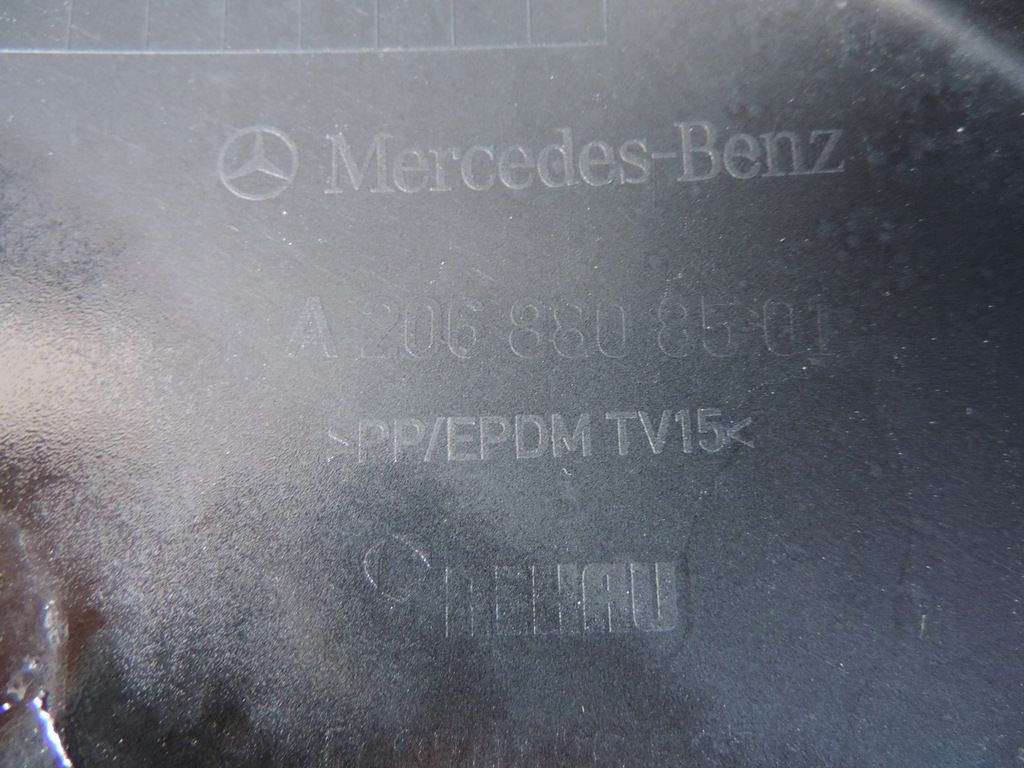 Mercedes-Benz
A 206 880 85 01
>PP/EPDM TV15<
REHAU